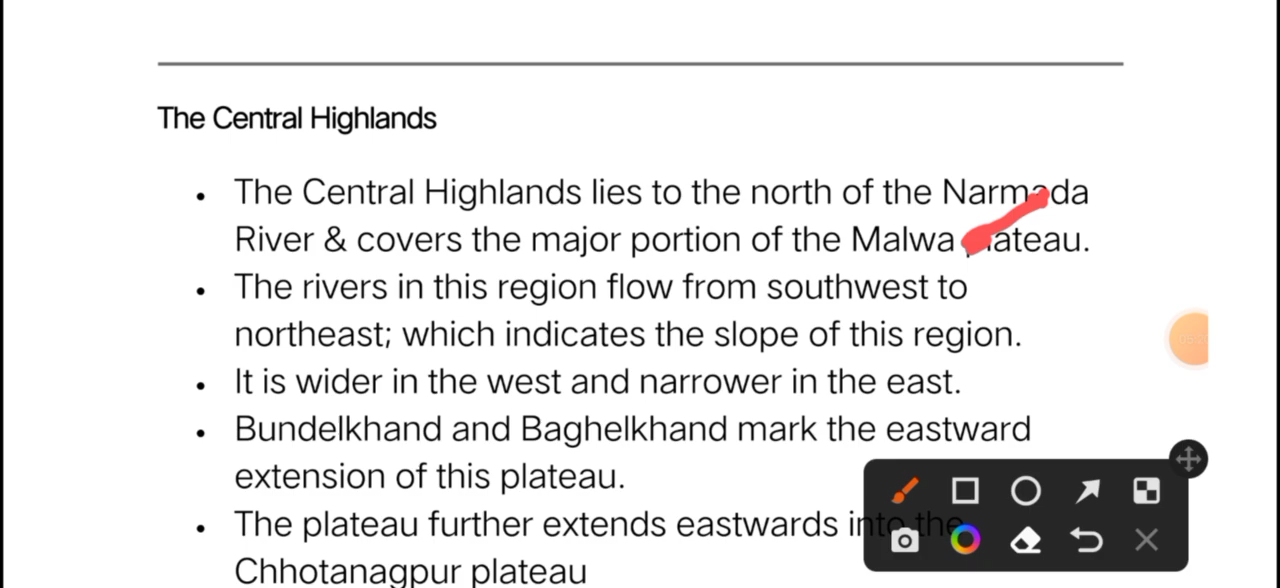 The Central Highlands
• The Central Highlands lies to the north of the Narmada
River & covers the major portion of the Malwa plateau.
• The rivers in this region flow from southwest to
northeast; which indicates the slope of this region.
• It is wider in the west and narrower in the east.
• Bundelkhand and Baghelkhand mark the eastward
extension of this plateau.
• The plateau further extends eastwards into the
Chhotanagpur plateau